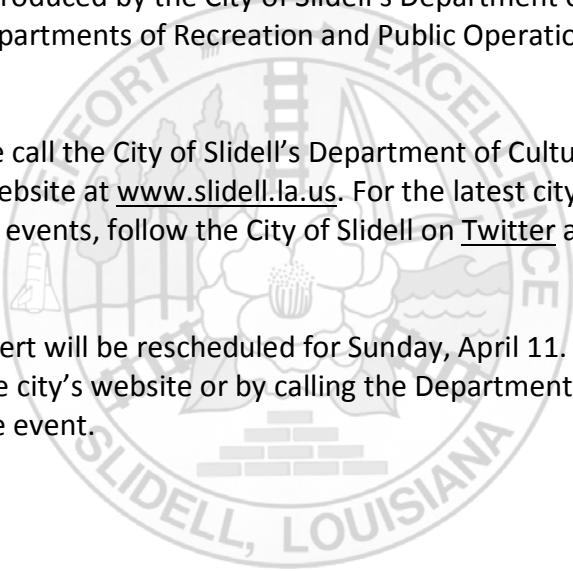 roduced by the City of Slidell's Department o
partments of Recreation and Public Operatio
e call the City of Slidell's Department of Cultu
ebsite at www.slidell.la.us. For the latest city
events, follow the City of Slidell on Twitter a
ert will be rescheduled for Sunday, April 11.
e city's website or by calling the Department
e event.
EFFORT EXCELLENCE
SLIDELL, LOUISIANA